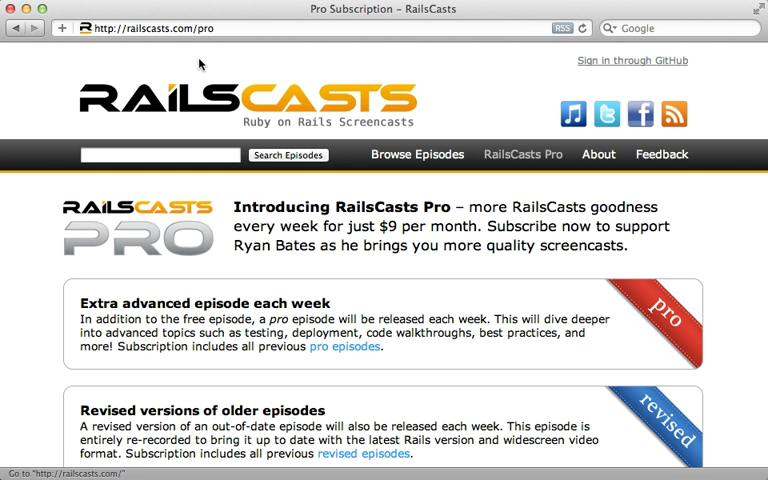 Pro Subscription – RailsCasts
http://railscasts.com/pro
RSS
Google
Sign in through GitHub
RAILSCASTS
Ruby on Rails Screencasts
Search Episodes
Browse Episodes
RailsCasts Pro
About
Feedback
RAILSCASTS
PRO
Introducing RailsCasts Pro – more RailsCasts goodness
every week for just $9 per month. Subscribe now to support
Ryan Bates as he brings you more quality screencasts.
Extra advanced episode each week
In addition to the free episode, a pro episode will be released each week. This will dive deeper
into advanced topics such as testing, deployment, code walkthroughs, best practices, and
more! Subscription includes all previous pro episodes.
pro
Revised versions of older episodes
A revised version of an out-of-date episode will also be released each week. This episode is
entirely re-recorded to bring it up to date with the latest Rails version and widescreen video
format. Subscription includes all previous revised episodes.
revised
Go to "http://railscasts.com/"